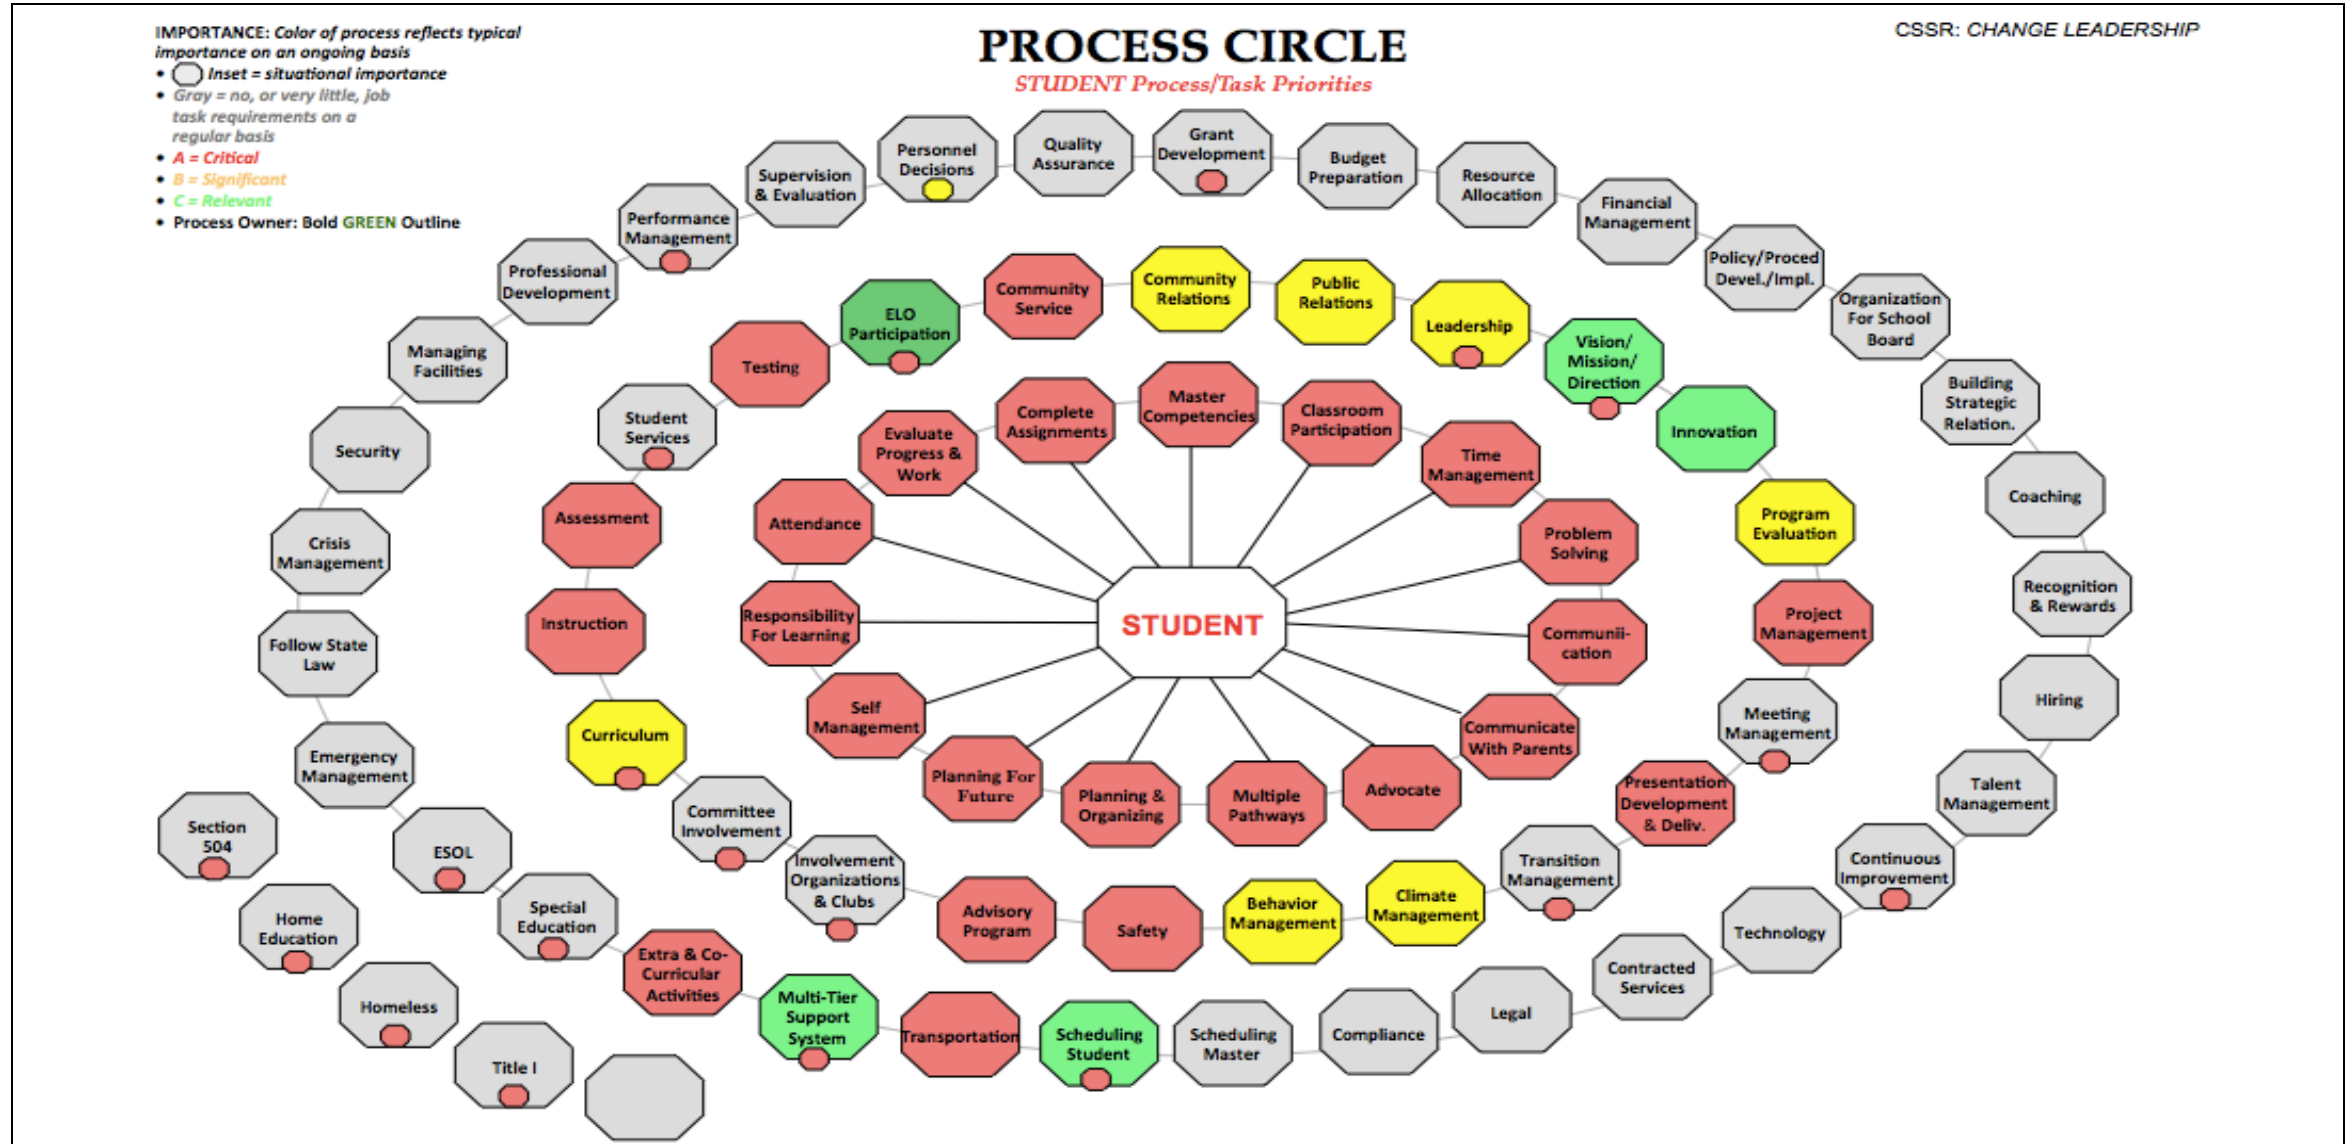 IMPORTANCE: Color of process reflects typical
importance on an ongoing basis
• Inset = situational importance
• Gray = no, or very little, job
task requirements on a
regular basis
• A = Critical
• B = Significant
• C = Relevant
• Process Owner: Bold GREEN Outline
PROCESS CIRCLE
STUDENT Process/Task Priorities
CSSR: CHANGE LEADERSHIP
Personnel
Decisions
Quality
Assurance
Grant
Development
Budget
Preparation
Resource
Allocation
Financial
Management
Policy/Proced
Devel./Impl.
Organization
For School
Board
Building
Strategic
Relation.
Coaching
Recognition
& Rewards
Hiring
Talent
Management
Continuous
Improvement
Technology
Contracted
Services
Legal
Compliance
Scheduling
Master
Scheduling
Student
Transportation
Multi-Tier
Support
System
Extra & Co-
Curricular
Activities
Special
Education
ESOL
Emergency
Management
Follow State
Law
Crisis
Management
Security
Managing
Facilities
Professional
Development
Performance
Management
Supervision
& Evaluation
Section
504
Home
Education
Homeless
Title I
Community
Service
Community
Relations
Public
Relations
Leadership
Vision/
Mission/
Direction
Innovation
Program
Evaluation
Project
Management
Meeting
Management
Presentation
Development
& Deliv.
Transition
Management
Climate
Management
Behavior
Management
Safety
Advisory
Program
Involvement
Organizations
& Clubs
Committee
Involvement
Curriculum
Instruction
Assessment
Student
Services
Testing
ELO
Participation
Master
Competencies
Classroom
Participation
Time
Management
Problem
Solving
Communii-
cation
Communicate
With Parents
Advocate
Multiple
Pathways
Planning &
Organizing
Planning For
Future
Self
Management
Responsibility
For Learning
Attendance
Evaluate
Progress &
Work
Complete
Assignments
STUDENT